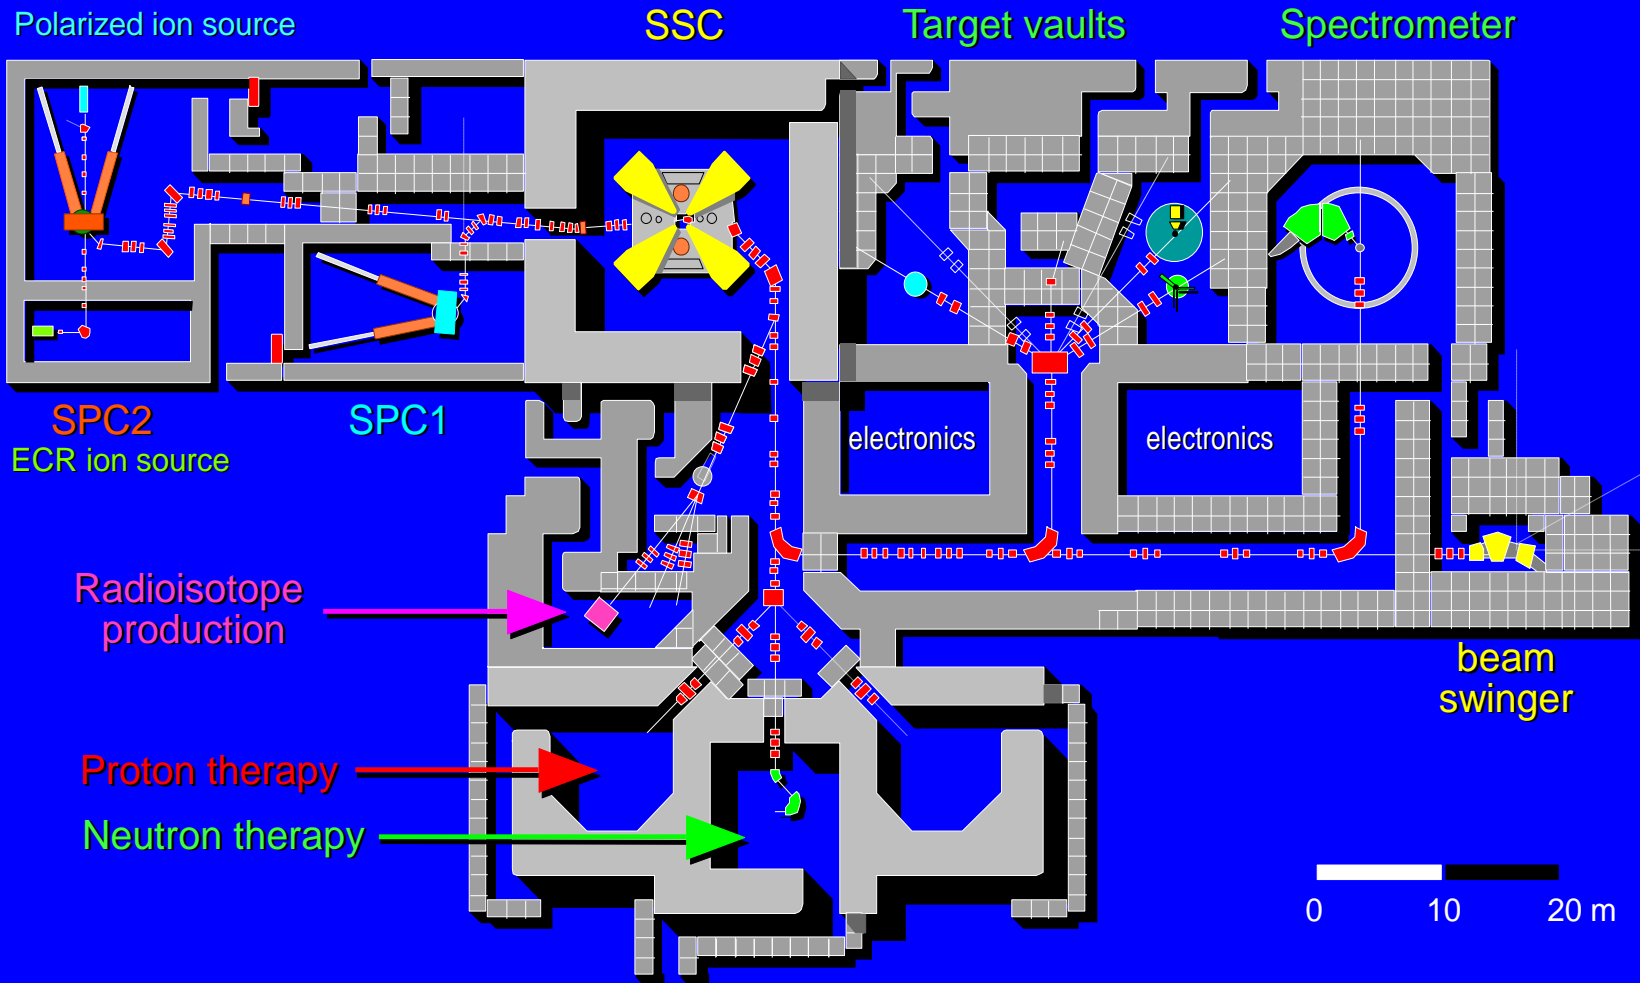 Polarized ion source
SSC
Target vaults
Spectrometer
SPC2
ECR ion source
SPC1
electronics
electronics
Radioisotope
production
beam
swinger
Proton therapy
Neutron therapy
0 10 20 m